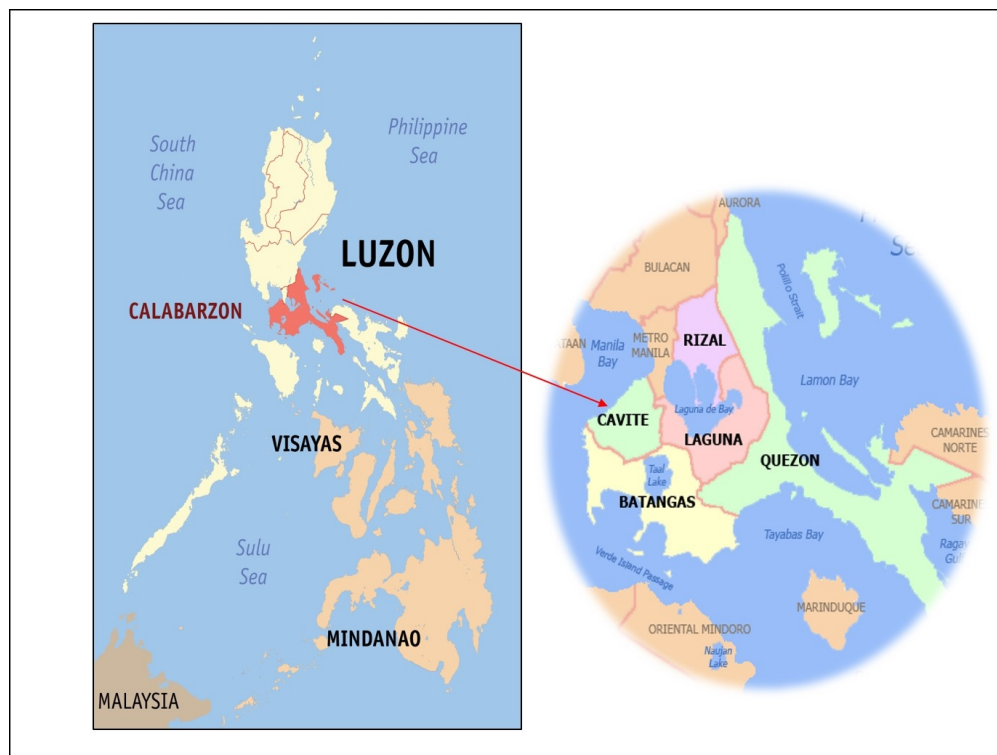 South
China
Sea
Philippine
Sea
LUZON
CALABARZON
VISAYAS
Sulu
Sea
MINDANAO
MALAYSIA
AURORA
BULACAN
Polillo Strait
RIZAL
METRO
MANILA
Manila
Bay
Lamon Bay
CAVITE
Laguna de Bay
LAGUNA
QUEZON
CAMARINES
NORTE
Taal
Lake
BATANGAS
CAMARINE
SUR
Tayabas Bay
Verde Island Passage
MARINDUQUE
ORIENTAL MINDORO
Naujan
Lake